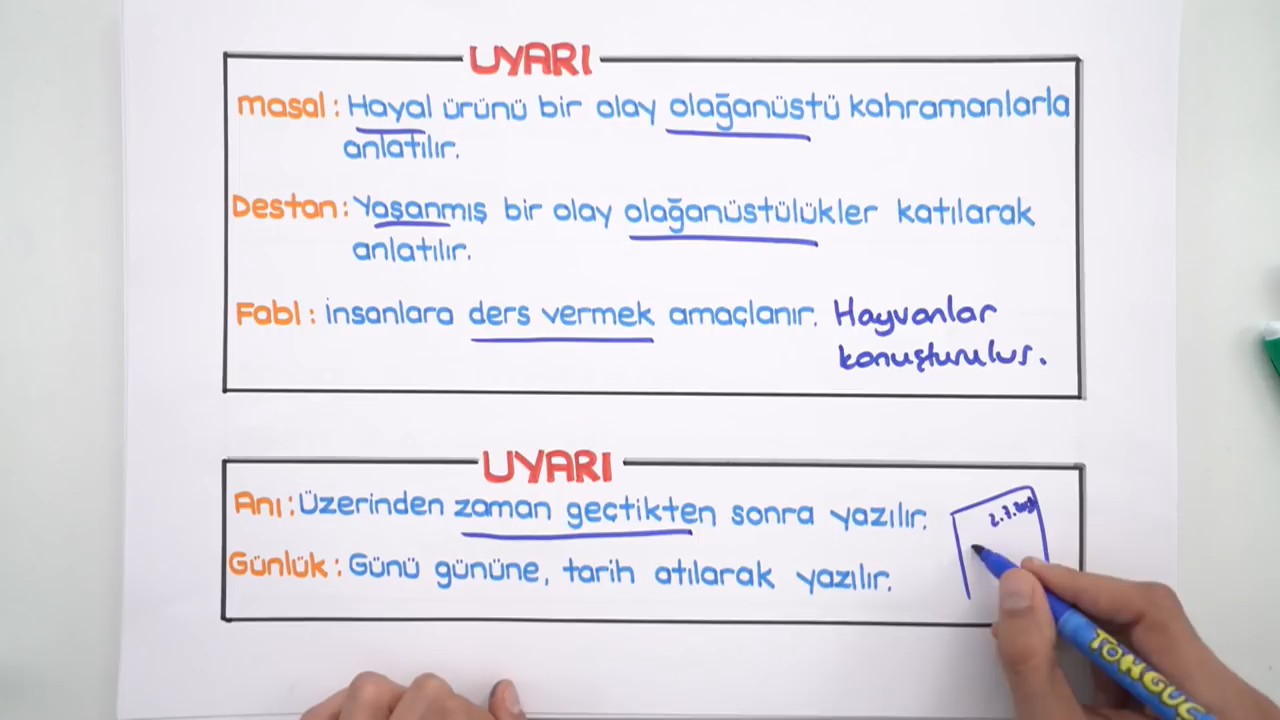 UYARI
masal: Hayal ürünü bir olay olağanüstü kahramanlarla
anlatılır.
Destan: Yaşanmış bir olay olağanüstülükler katılarak
anlatılır.
Fabl: İnsanlara ders vermek amaçlanır. Hayvanlar
konuşturulur.
UYARI
Anı: Üzerinden zaman geçtikten sonra yazılır.
Günlük: Günü gününe, tarih atılarak yazılır.
TONGUÇ